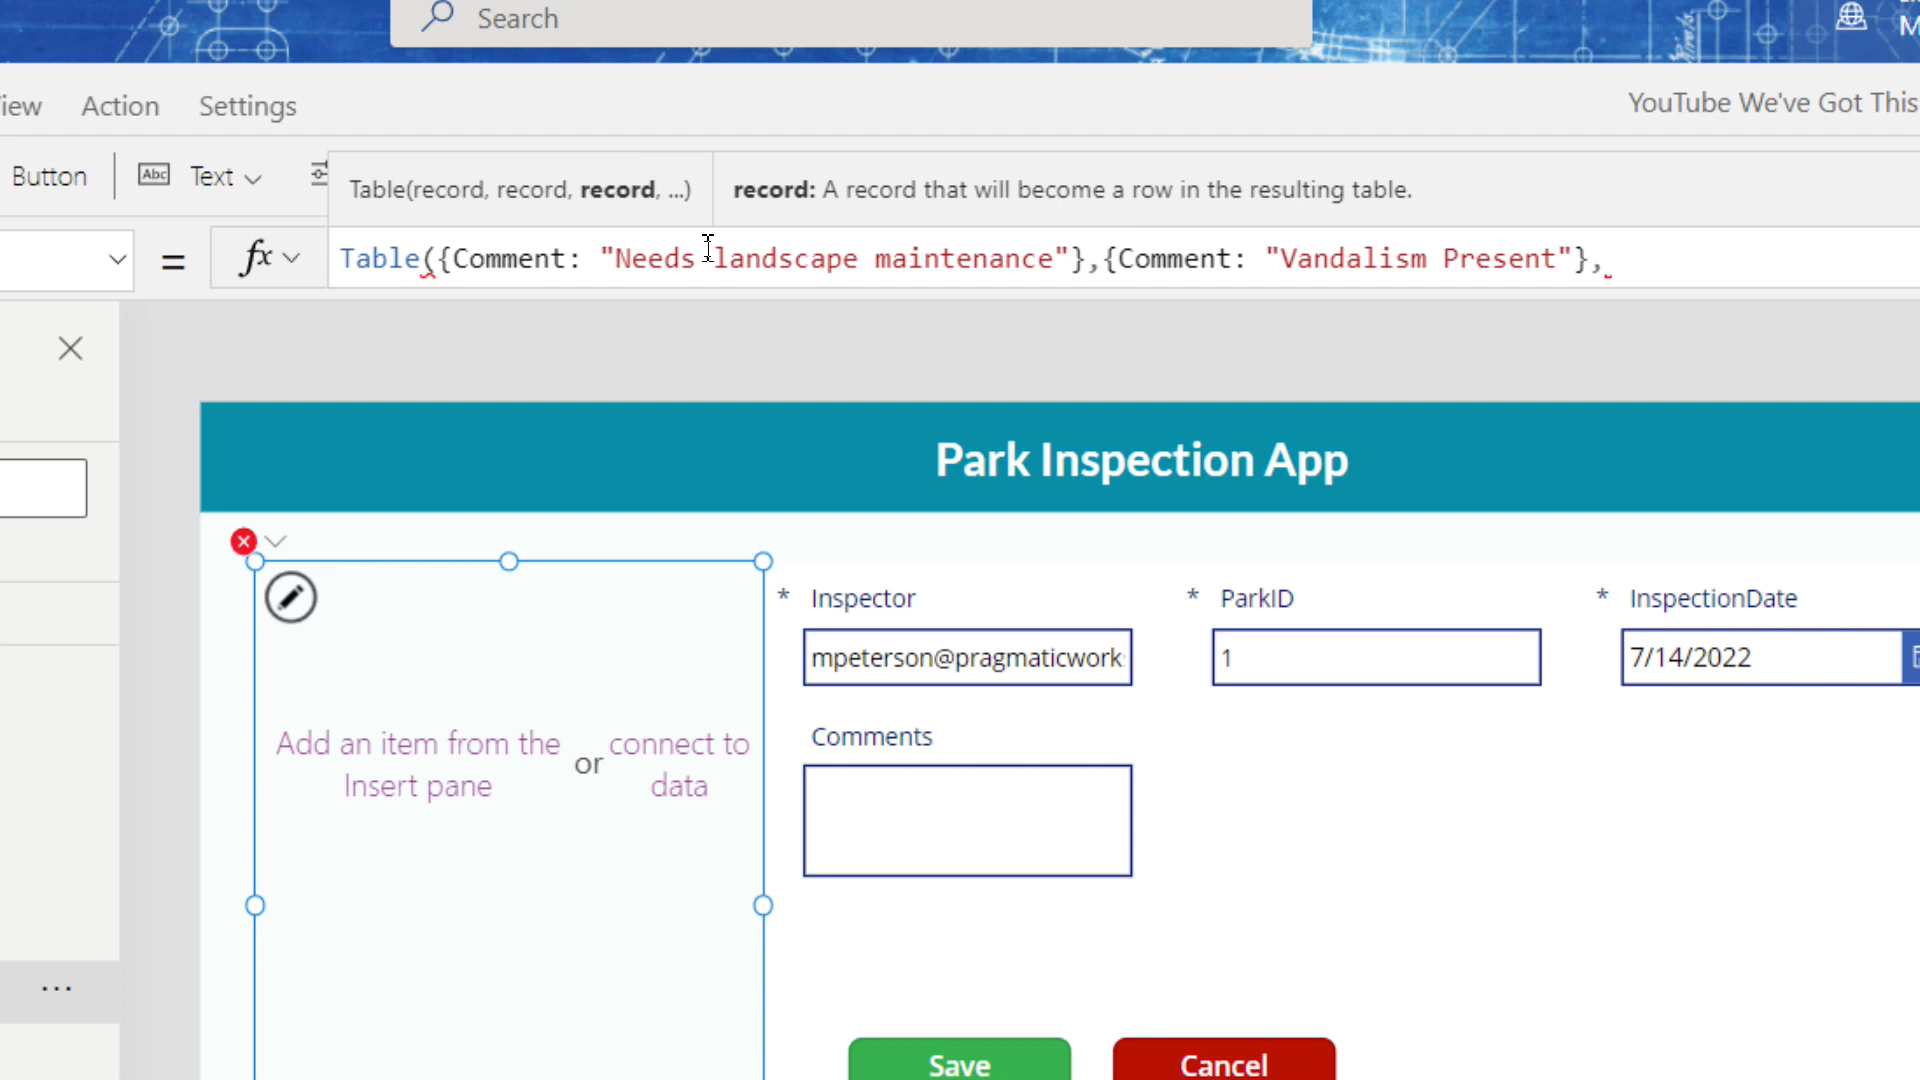 Search
M
iew Action Settings
YouTube We've Got This
Button Abc Text
Table(record, record, record, ...)
record: A record that will become a row in the resulting table.
= fx Table({Comment: "Needs landscape maintenance"},{Comment: "Vandalism Present"},
Park Inspection App
* Inspector * ParkID * InspectionDate
mpeterson@pragmaticwork 1 7/14/2022
Comments
Add an item from the Insert pane or connect to data
...
Save Cancel